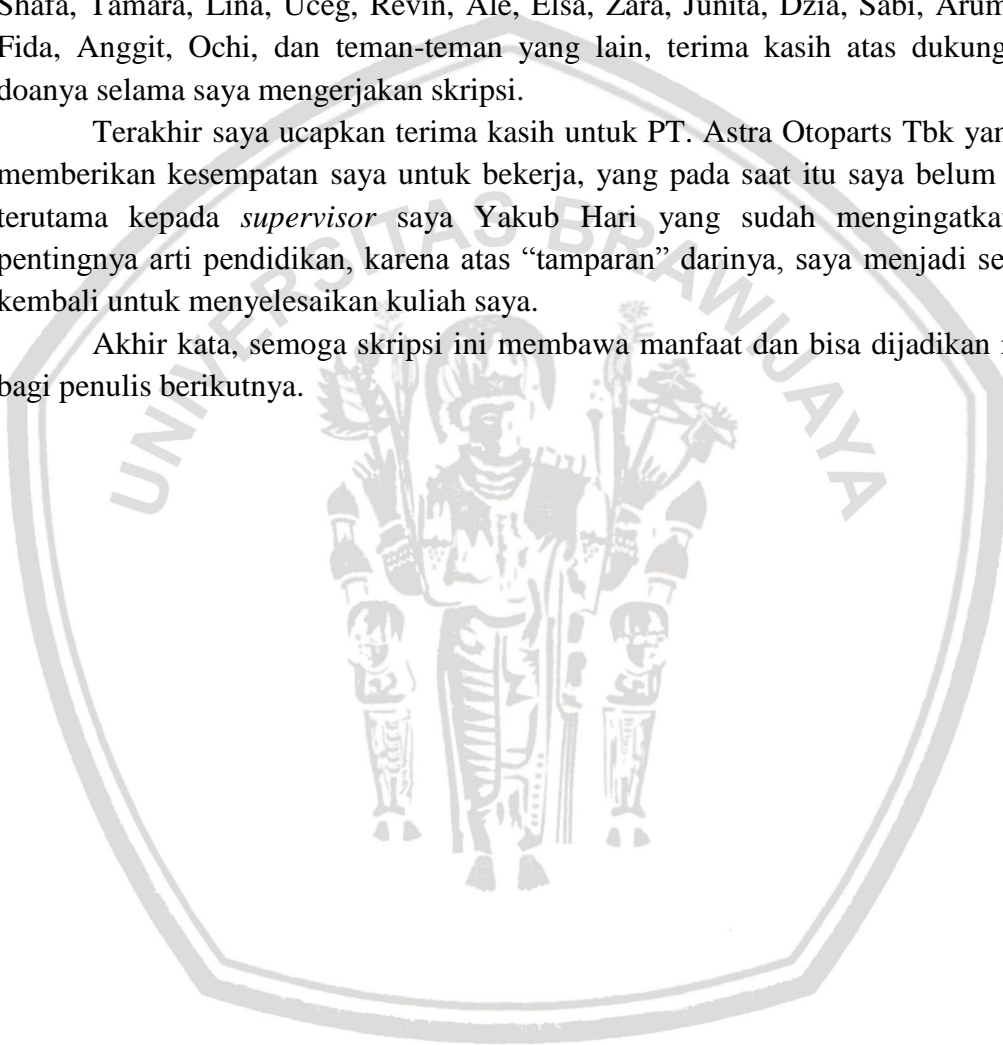 Shafa, Tamara, Lina, Uceg, Revin, Ale, Elsa, Zara, Junita, Dzia, Sabi, Arum
Fida, Anggit, Ochi, dan teman-teman yang lain, terima kasih atas
doanya selama saya mengerjakan skripsi.
Terakhir saya ucapkan terima kasih untuk PT. Astra Otoparts Tbk
memberikan kesempatan saya untuk bekerja, yang pada saat itu saya belum
terutama kepada supervisor saya Yakub Hari yang sudah
pentingnya arti pendidikan, karena atas “tamparan” darinya, saya menjadi
kembali untuk menyelesaikan kuliah saya.
Akhir kata, semoga skripsi ini membawa manfaat dan bisa dijadikan
bagi penulis berikutnya.
UNIVERSITAS BRAWIJAYA